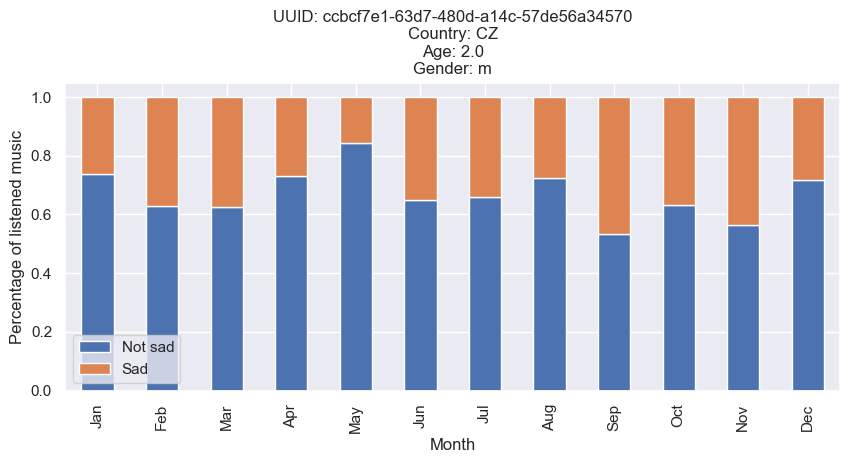 UUID: ccbcf7e1-63d7-480d-a14c-57de56a34570
Country: CZ
Age: 2.0
Gender: m
Percentage of listened music
1.0
0.8
0.6
0.4
0.2
0.0
Not sad
Sad
Jan
Feb
Mar
Apr
May
Jun
Jul
Aug
Sep
Oct
Nov
Dec
Month